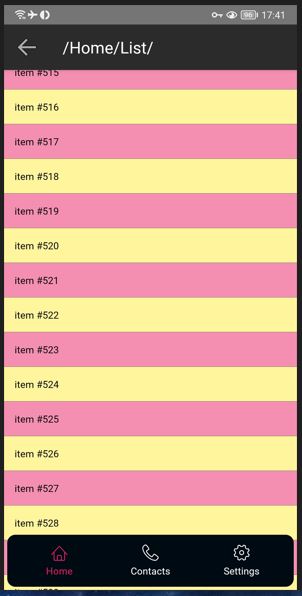 96 17:41
/Home/List/
item #515
item #516
item #517
item #518
item #519
item #520
item #521
item #522
item #523
item #524
item #525
item #526
item #527
item #528
Home Contacts Settings